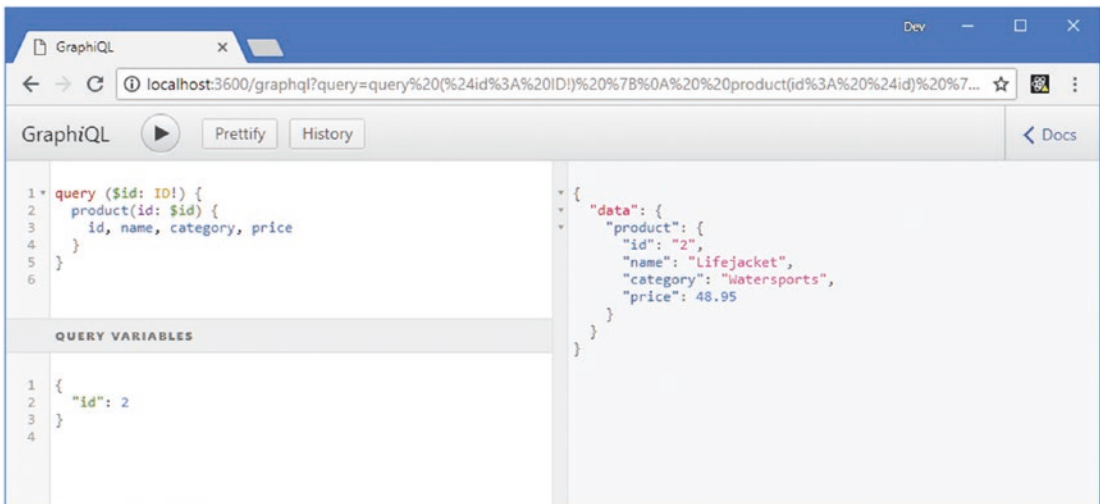 Dev
GraphiQL
localhost:3600/graphql?query=query%20(%24id%3A%20ID!)%20%7B%0A%20%20product(id%3A%20%24id)%20%7...
GraphiQL
Prettify
History
Docs
1 query ($id: ID!) {
2 product(id: $id) {
3 id, name, category, price
4 }
5 }
6
QUERY VARIABLES
1 {
2 "id": 2
3 }
4
{
"data": {
"product": {
"id": "2",
"name": "Lifejacket",
"category": "Watersports",
"price": 48.95
}
}
}